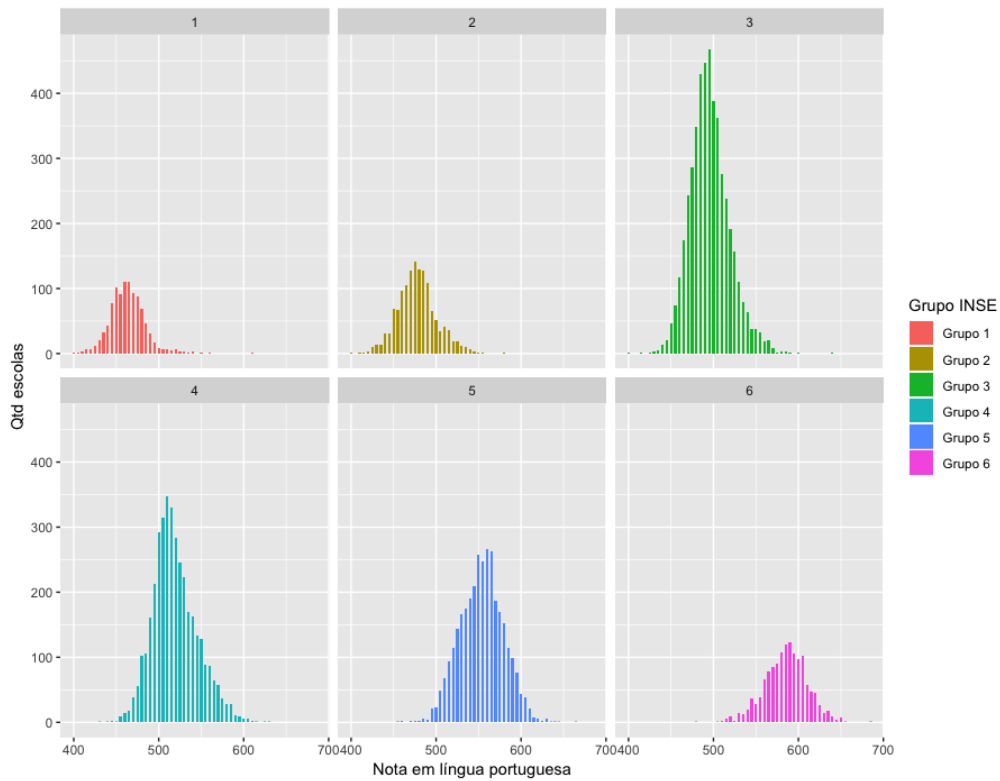 1 2 3
400
300
200
100
0
4 5 6
400
300
200
100
0
400 500 600 700 400 500 600 700 400 500 600 700
Nota em língua portuguesa
Qtd escolas
Grupo INSE
Grupo 1
Grupo 2
Grupo 3
Grupo 4
Grupo 5
Grupo 6